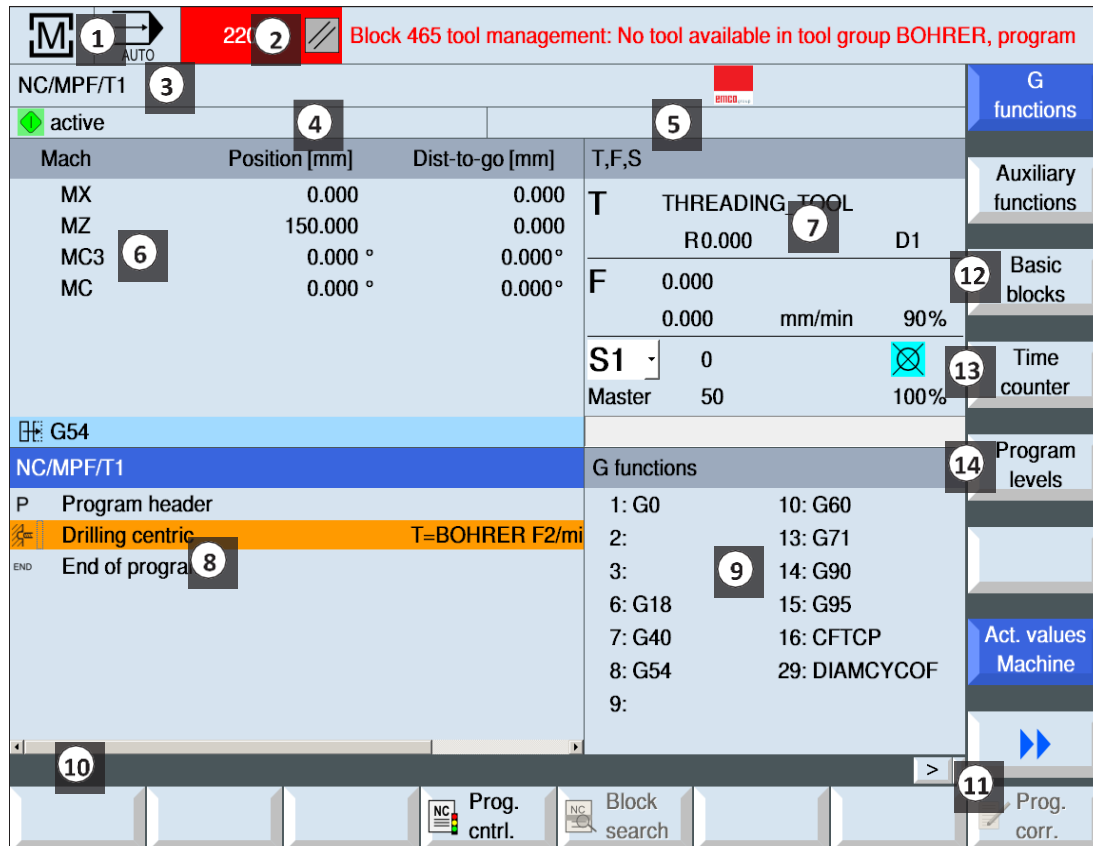 M 1 AUTO 220 2 Block 465 tool management: No tool available in tool group BOHRER, program
NC/MPF/T1 3 emco
active 4 5
G functions
Mach Position [mm] Dist-to-go [mm]
MX 0.000 0.000
MZ 150.000 0.000
MC3 6 0.000 ° 0.000°
MC 0.000 ° 0.000°
G54
T,F,S
T THREADING_TOOL
7
R0.000 D1
F 0.000
0.000 mm/min 90%
S1 0
Master 50 100%
Auxiliary functions
12 Basic blocks
13 Time counter
14 Program levels
Act. values Machine
NC/MPF/T1
P Program header
Drilling centric T=BOHRER F2/mi
END End of program
8
G functions
1: G0 10: G60
2: 13: G71
3: 9 14: G90
6: G18 15: G95
7: G40 16: CFTCP
8: G54 29: DIAMCYCOF
9:
10 > 11
NC Prog. cntrl.
NC Block search
Prog. corr.